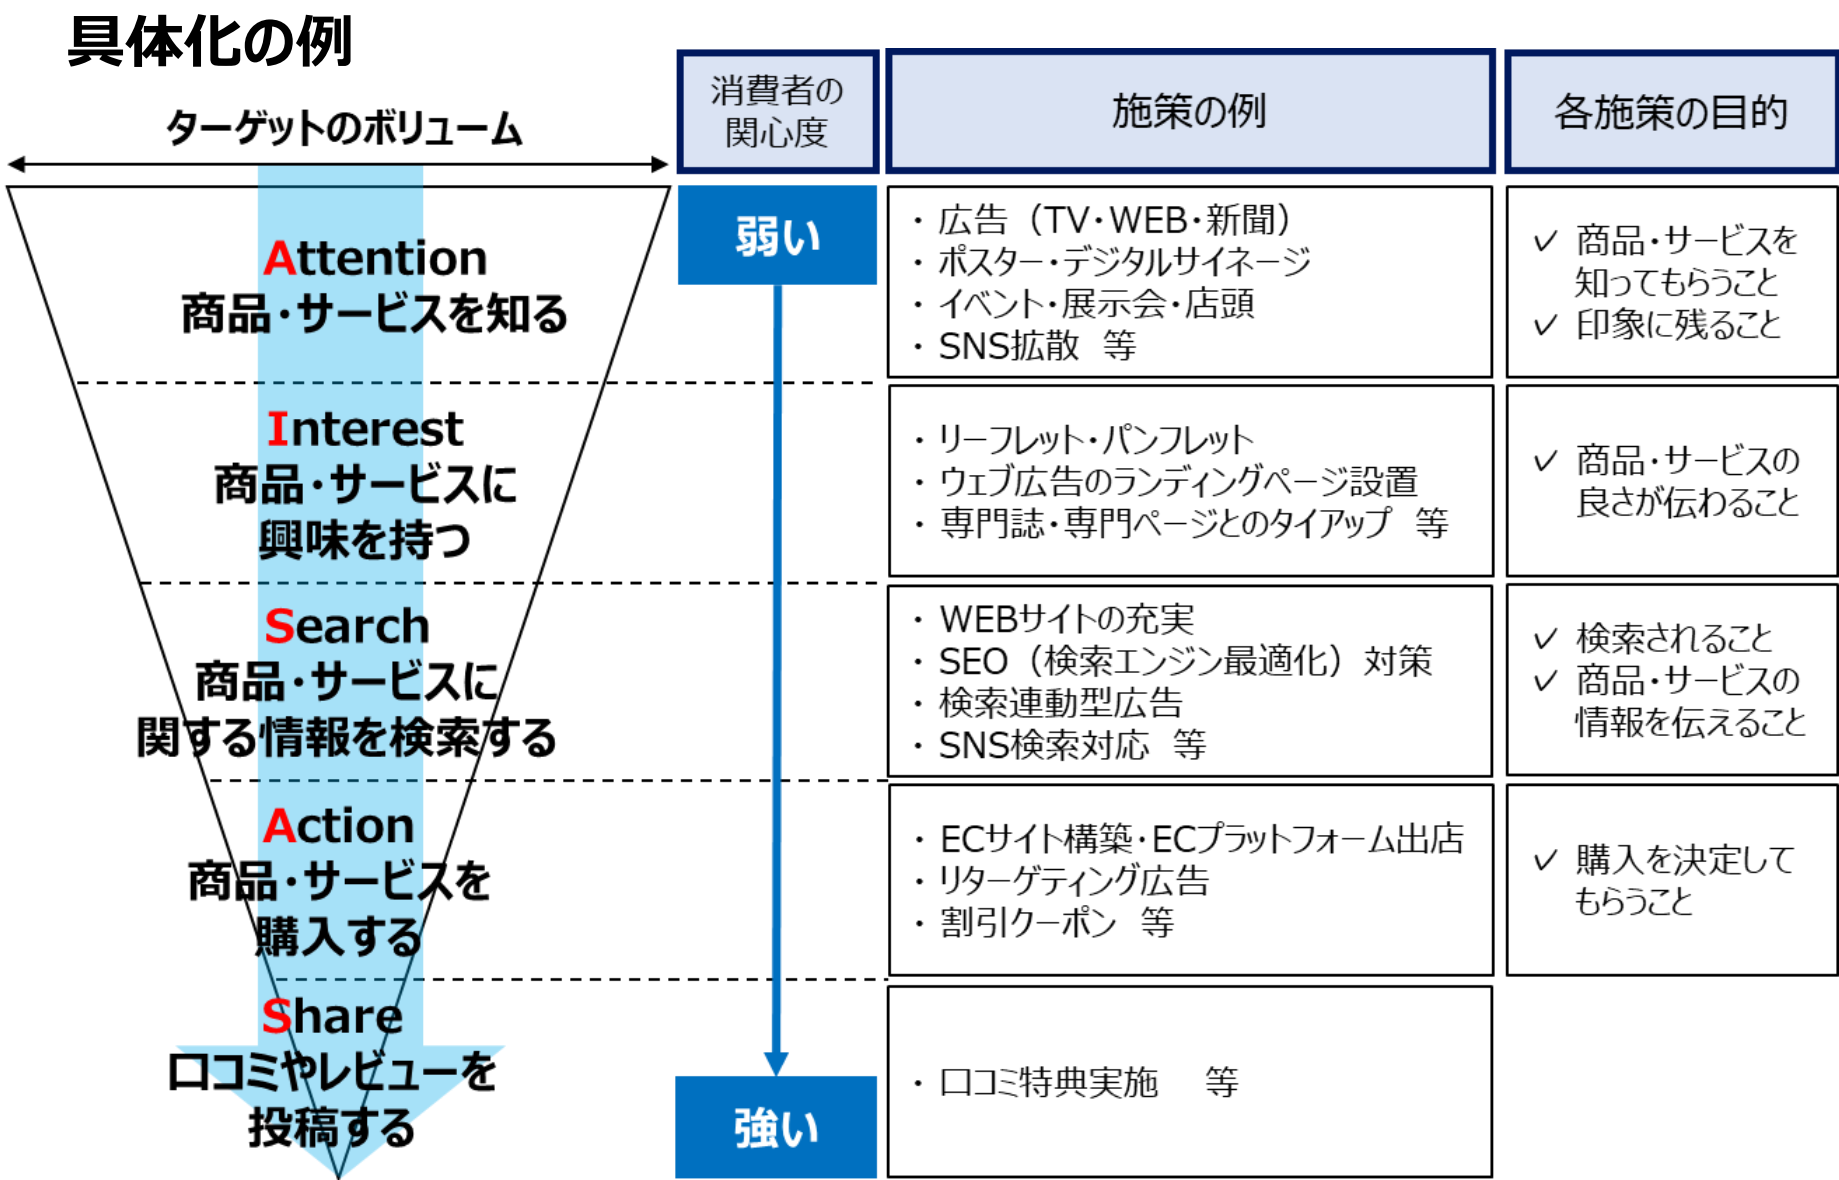 具体化の例
ターゲットのボリューム
消費者の
関心度
施策の例
各施策の目的
Attention
商品・サービスを知る
弱い
・ 広告（TV・WEB・新聞）
・ ポスター・デジタルサイネージ
・ イベント・展示会・店頭
・ SNS拡散　等
✓ 商品・サービスを
知ってもらうこと
✓ 印象に残ること
Interest
商品・サービスに
興味を持つ
・ リーフレット・パンフレット
・ ウェブ広告のランディングページ設置
・ 専門誌・専門ページとのタイアップ　等
✓ 商品・サービスの
良さが伝わること
Search
商品・サービスに
関する情報を検索する
・ WEBサイトの充実
・ SEO（検索エンジン最適化）対策
・ 検索連動型広告
・ SNS検索対応　等
✓ 検索されること
✓ 商品・サービスの
情報を伝えること
Action
商品・サービスを
購入する
・ ECサイト構築・ECプラットフォーム出店
・ リターゲティング広告
・ 割引クーポン　等
✓ 購入を決定して
もらうこと
Share
口コミやレビューを
投稿する
強い
・ 口コミ特典実施　等